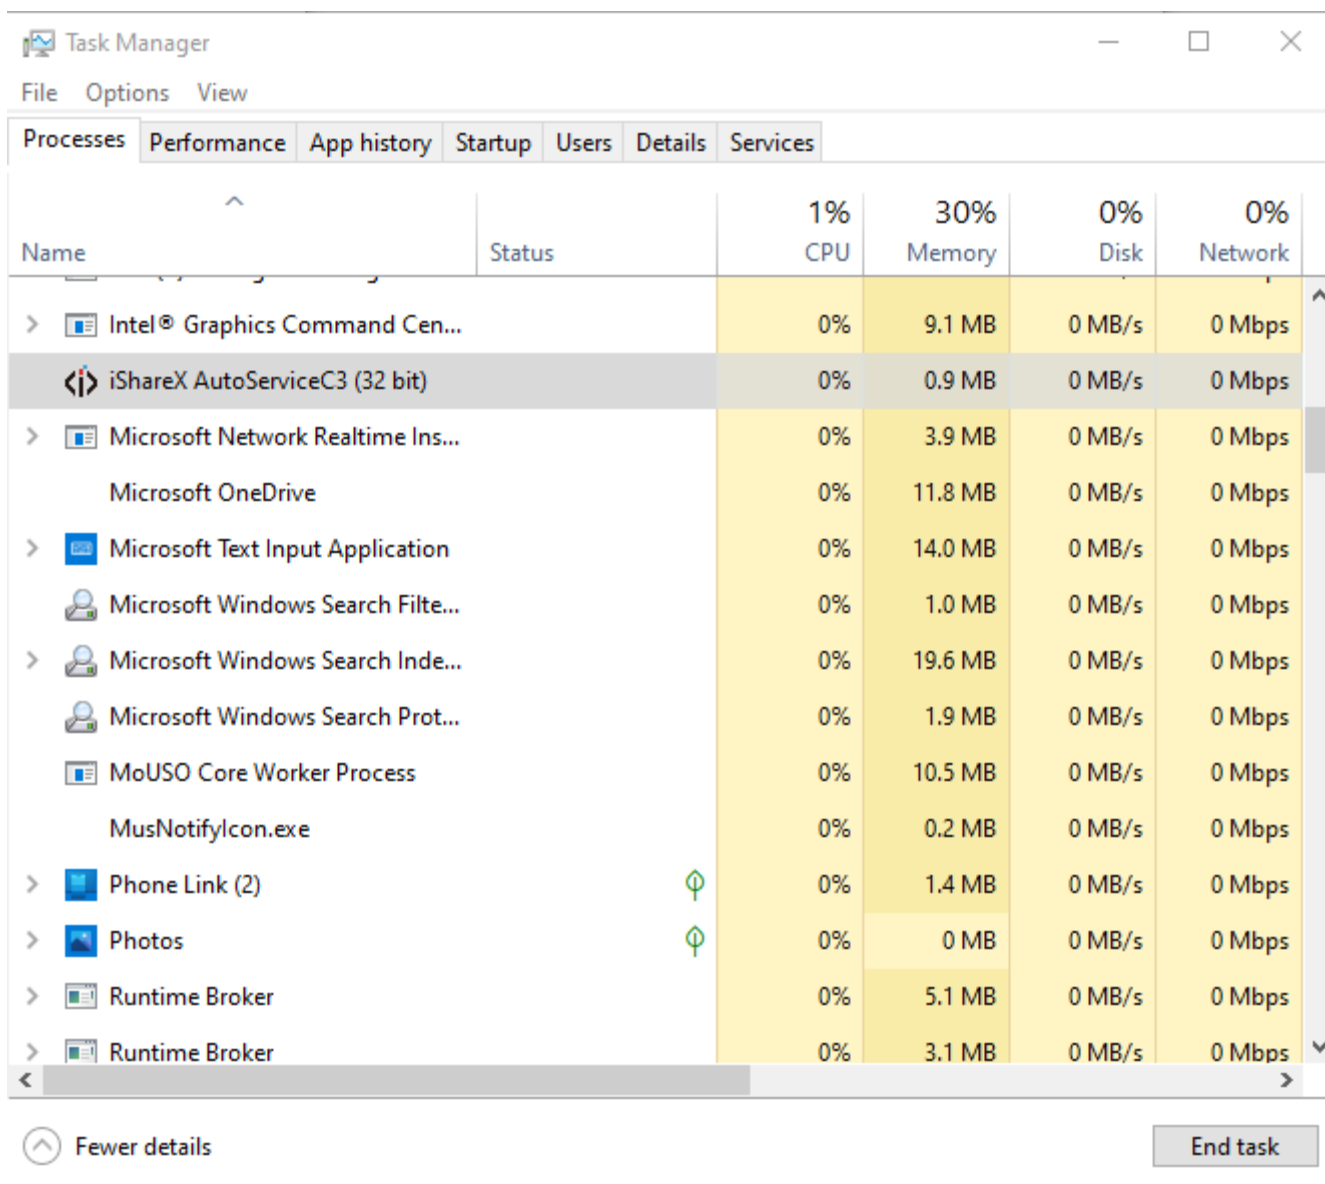 Task Manager
File Options View
Processes Performance App history Startup Users Details Services
1% 30% 0% 0%
Name Status CPU Memory Disk Network
Intel® Graphics Command Cen... 0% 9.1 MB 0 MB/s 0 Mbps
iShareX AutoServiceC3 (32 bit) 0% 0.9 MB 0 MB/s 0 Mbps
Microsoft Network Realtime Ins... 0% 3.9 MB 0 MB/s 0 Mbps
Microsoft OneDrive 0% 11.8 MB 0 MB/s 0 Mbps
Microsoft Text Input Application 0% 14.0 MB 0 MB/s 0 Mbps
Microsoft Windows Search Filte... 0% 1.0 MB 0 MB/s 0 Mbps
Microsoft Windows Search Inde... 0% 19.6 MB 0 MB/s 0 Mbps
Microsoft Windows Search Prot... 0% 1.9 MB 0 MB/s 0 Mbps
MoUSO Core Worker Process 0% 10.5 MB 0 MB/s 0 Mbps
MusNotifyIcon.exe 0% 0.2 MB 0 MB/s 0 Mbps
Phone Link (2) 0% 1.4 MB 0 MB/s 0 Mbps
Photos 0% 0 MB 0 MB/s 0 Mbps
Runtime Broker 0% 5.1 MB 0 MB/s 0 Mbps
Runtime Broker 0% 3.1 MB 0 MB/s 0 Mbps
Fewer details End task